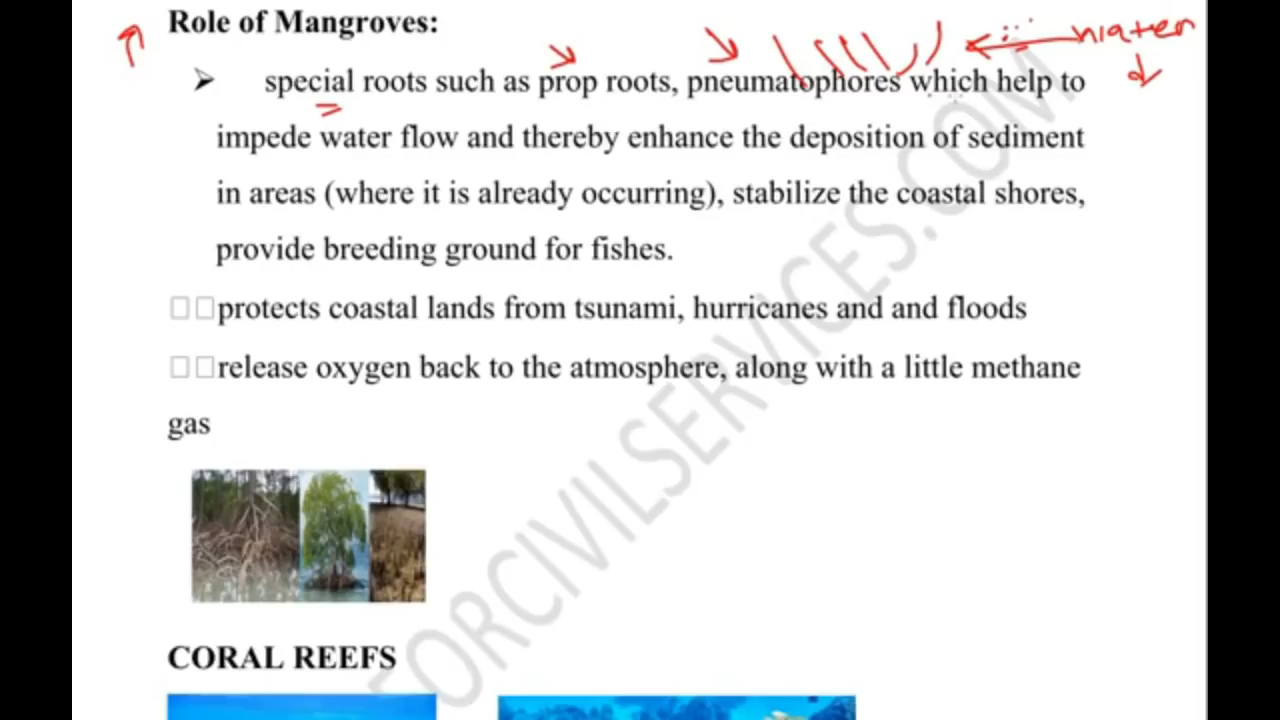 Role of Mangroves:
water
➢ special roots such as prop roots, pneumatophores which help to
impede water flow and thereby enhance the deposition of sediment
in areas (where it is already occurring), stabilize the coastal shores,
provide breeding ground for fishes.
protects coastal lands from tsunami, hurricanes and and floods
release oxygen back to the atmosphere, along with a little methane
gas
CORAL REEFS
FORCIVILSERVICES.COM